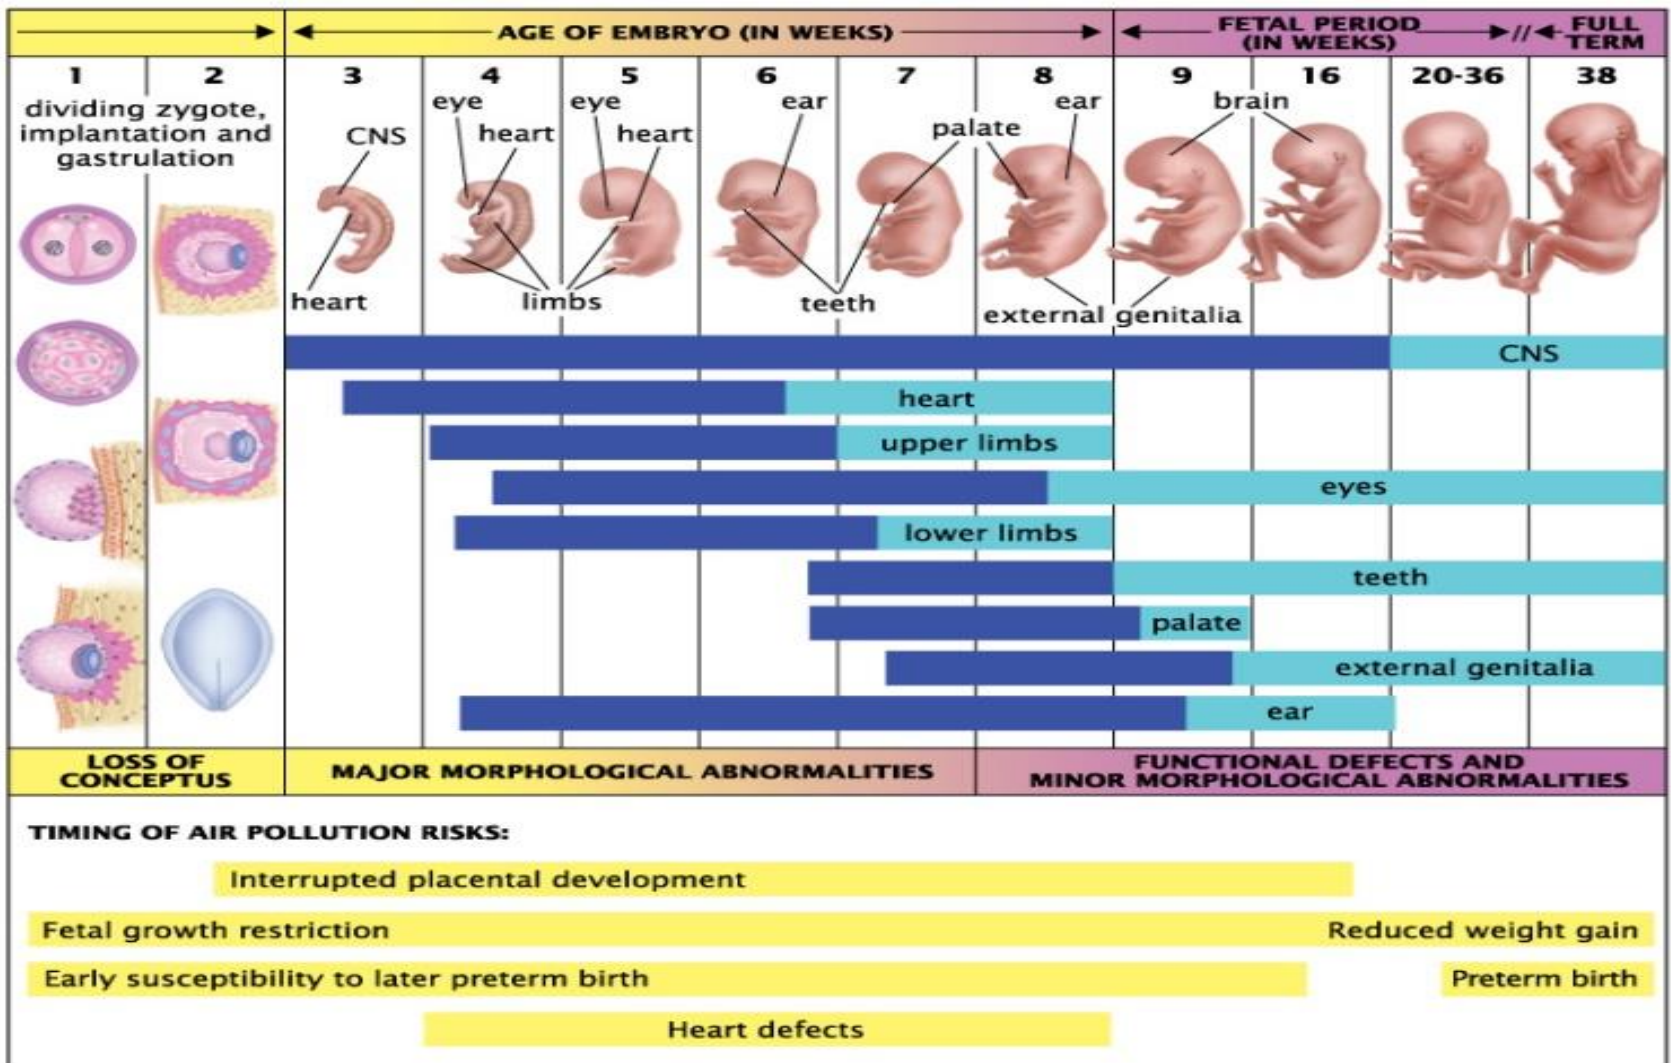 AGE OF EMBRYO (IN WEEKS)
FETAL PERIOD
(IN WEEKS)
//
FULL
TERM
1
2
3
4
5
6
7
8
9
16
20-36
38
dividing zygote,
implantation and
gastrulation
CNS
heart
eye
heart
limbs
eye
heart
ear
teeth
palate
ear
external genitalia
brain
CNS
heart
upper limbs
eyes
lower limbs
teeth
palate
external genitalia
ear
LOSS OF
CONCEPTUS
MAJOR MORPHOLOGICAL ABNORMALITIES
FUNCTIONAL DEFECTS AND
MINOR MORPHOLOGICAL ABNORMALITIES
TIMING OF AIR POLLUTION RISKS:
Interrupted placental development
Fetal growth restriction
Reduced weight gain
Early susceptibility to later preterm birth
Preterm birth
Heart defects